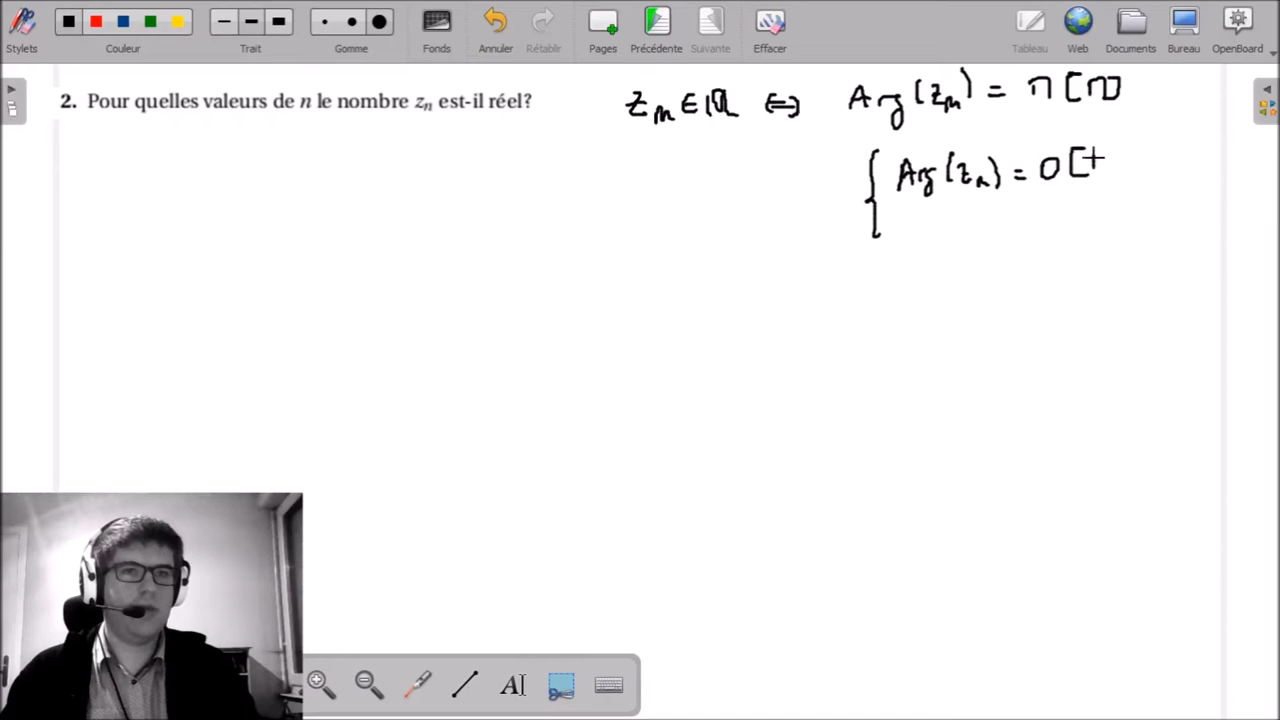 Stylets Couleur Trait Gomme Fonds Annuler Rétablir Pages Précédente Suivante Effacer Tableau Web Documents Bureau OpenBoard
2. Pour quelles valeurs de n le nombre zₙ est-il réel? zₙ ∈ ℝ ⇔ Arg(zₙ) = π [π]
{ Arg(zₙ) = 0 [+
A